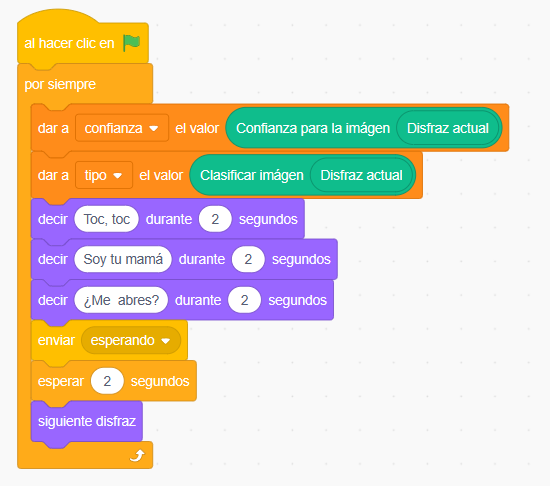 al hacer clic en
por siempre
dar a confianza el valor Confianza para la imágen Disfraz actual
dar a tipo el valor Clasificar imágen Disfraz actual
decir Toc, toc durante 2 segundos
decir Soy tu mamá durante 2 segundos
decir ¿Me abres? durante 2 segundos
enviar esperando
esperar 2 segundos
siguiente disfraz